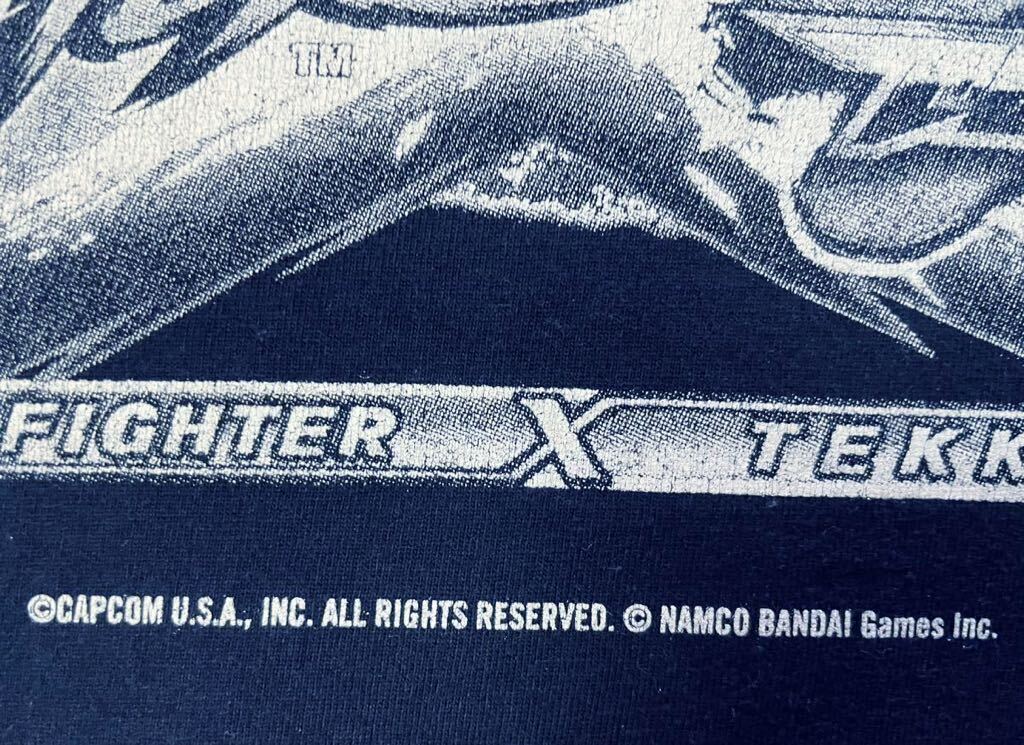 TM
FIGHTER X TEKK
©CAPCOM U.S.A., INC. ALL RIGHTS RESERVED. © NAMCO BANDAI Games Inc.